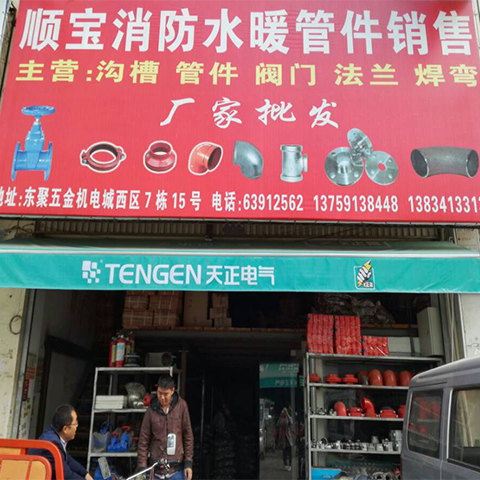 顺宝消防水暖管件销售
主营:沟槽 管件 阀门 法兰 焊弯
厂家批发
地址:东聚五金机电城西区7栋15号 电话:63912562 13759138448 1383413313
TENGEN 天正电气